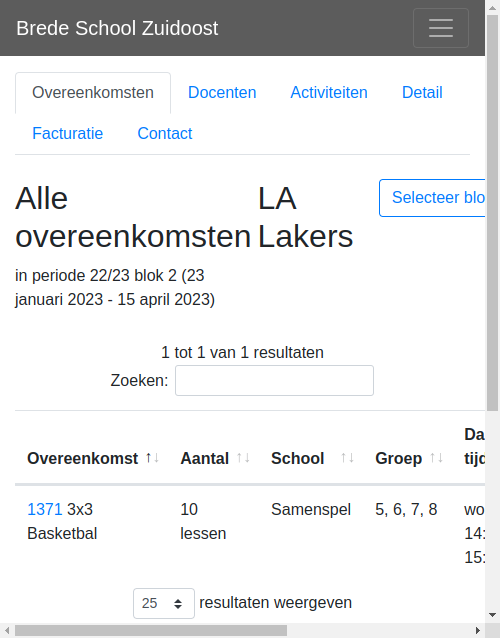 Brede School Zuidoost
Overeenkomsten Docenten Activiteiten Detail
Facturatie Contact
Alle overeenkomsten
LA Lakers
Selecteer blo
in periode 22/23 blok 2 (23
januari 2023 - 15 april 2023)
1 tot 1 van 1 resultaten
Zoeken:
Overeenkomst Aantal School Groep Da
tijd
1371 3x3 Basketbal
10 lessen
Samenspel
5, 6, 7, 8
wo
14:
15:
25 resultaten weergeven